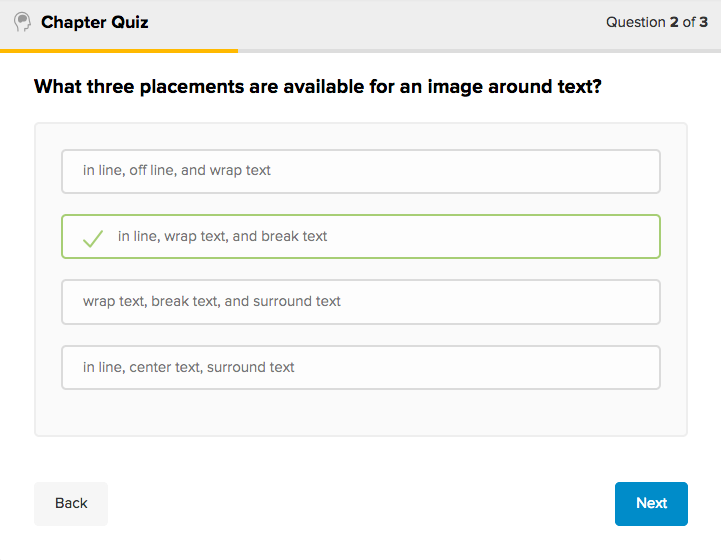 Chapter Quiz
Question 2 of 3
What three placements are available for an image around text?
in line, off line, and wrap text
in line, wrap text, and break text
wrap text, break text, and surround text
in line, center text, surround text
Back
Next